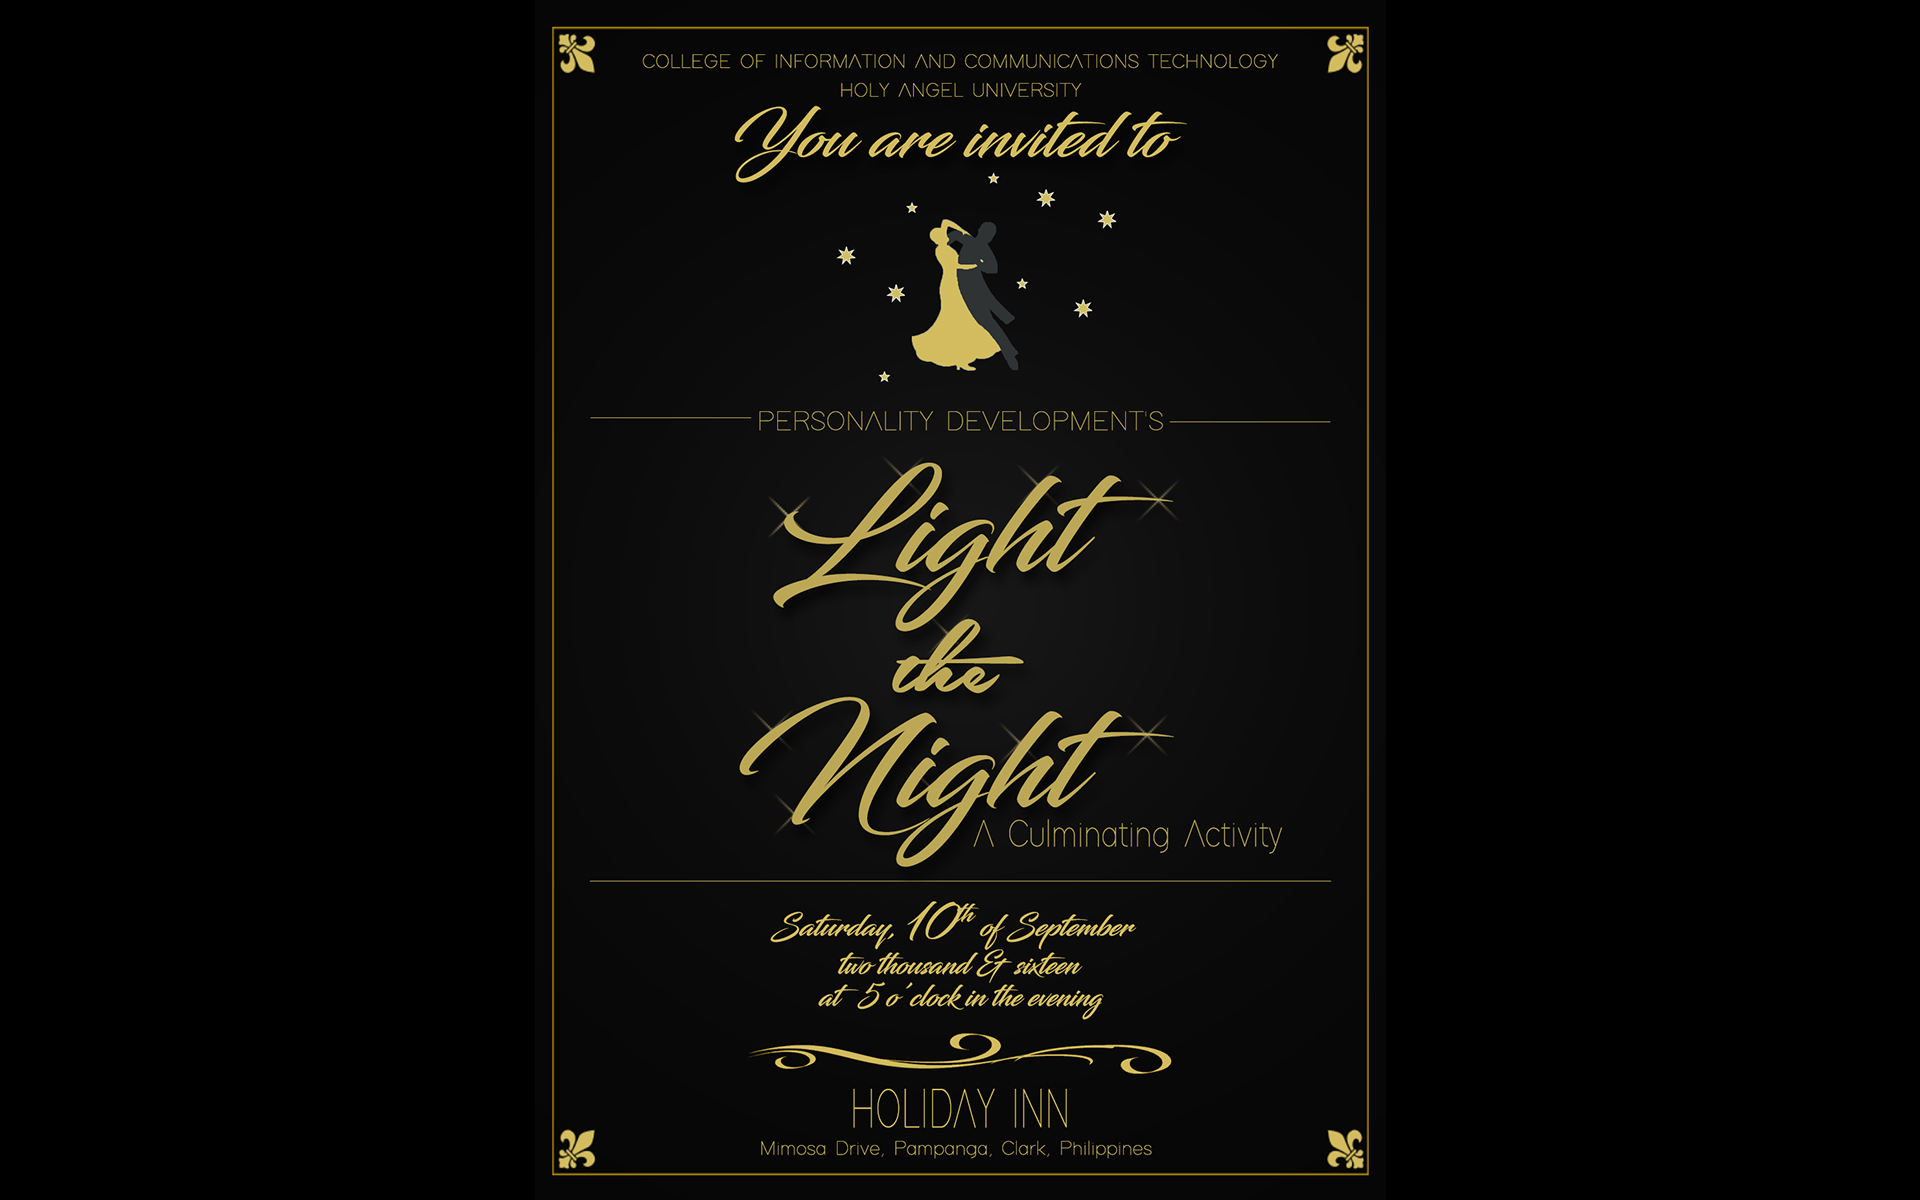 COLLEGE OF INFORMATION AND COMMUNICATIONS TECHNOLOGY
HOLY ANGEL UNIVERSITY
You are invited to
PERSONALITY DEVELOPMENT'S
Light
the
Night
A Culminating Activity
Saturday, 10th of September
two thousand & sixteen
at 5 o'clock in the evening
HOLIDAY INN
Mimosa Drive, Pampanga, Clark, Philippines